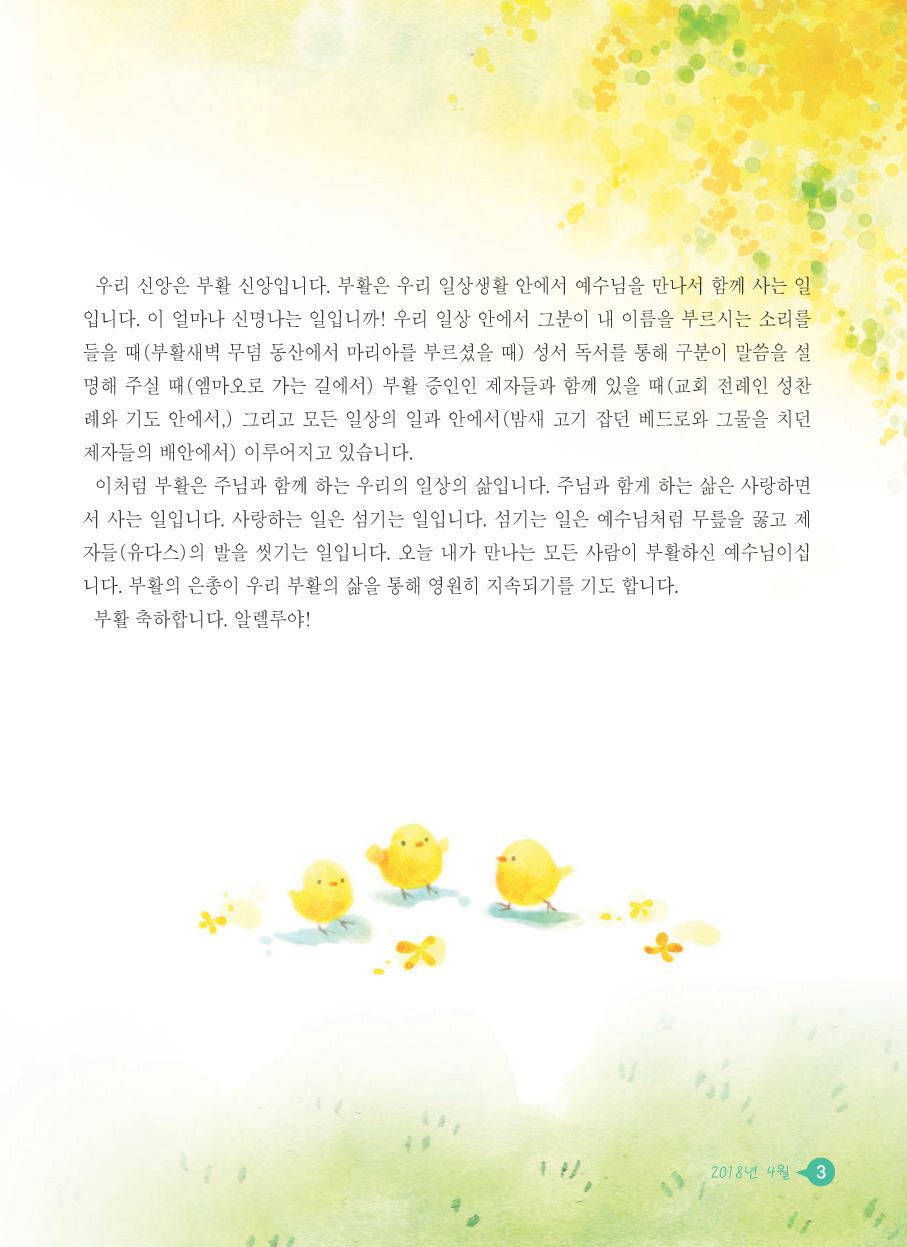 우리 신앙은 부활 신앙입니다. 부활은 우리 일상생활 안에서 예수님을 만나서 함께 사는 일
입니다. 이 얼마나 신명나는 일입니까! 우리 일상 안에서 그분이 내 이름을 부르시는 소리를
들을 때(부활새벽 무덤 동산에서 마리아를 부르셨을 때) 성서 독서를 통해 구분이 말씀을 설
명해 주실 때(엠마오로 가는 길에서) 부활 증인인 제자들과 함께 있을 때(교회 전례인 성찬
례와 기도 안에서,) 그리고 모든 일상의 일과 안에서(밤새 고기 잡던 베드로와 그물을 치던
제자들의 배안에서) 이루어지고 있습니다.
이처럼 부활은 주님과 함께 하는 우리의 일상의 삶입니다. 주님과 함게 하는 삶은 사랑하면
서 사는 일입니다. 사랑하는 일은 섬기는 일입니다. 섬기는 일은 예수님처럼 무릎을 꿇고 제
자들(유다스)의 발을 씻기는 일입니다. 오늘 내가 만나는 모든 사람이 부활하신 예수님이십
니다. 부활의 은총이 우리 부활의 삶을 통해 영원히 지속되기를 기도 합니다.
부활 축하합니다. 알렐루야!
2018년 4월 3